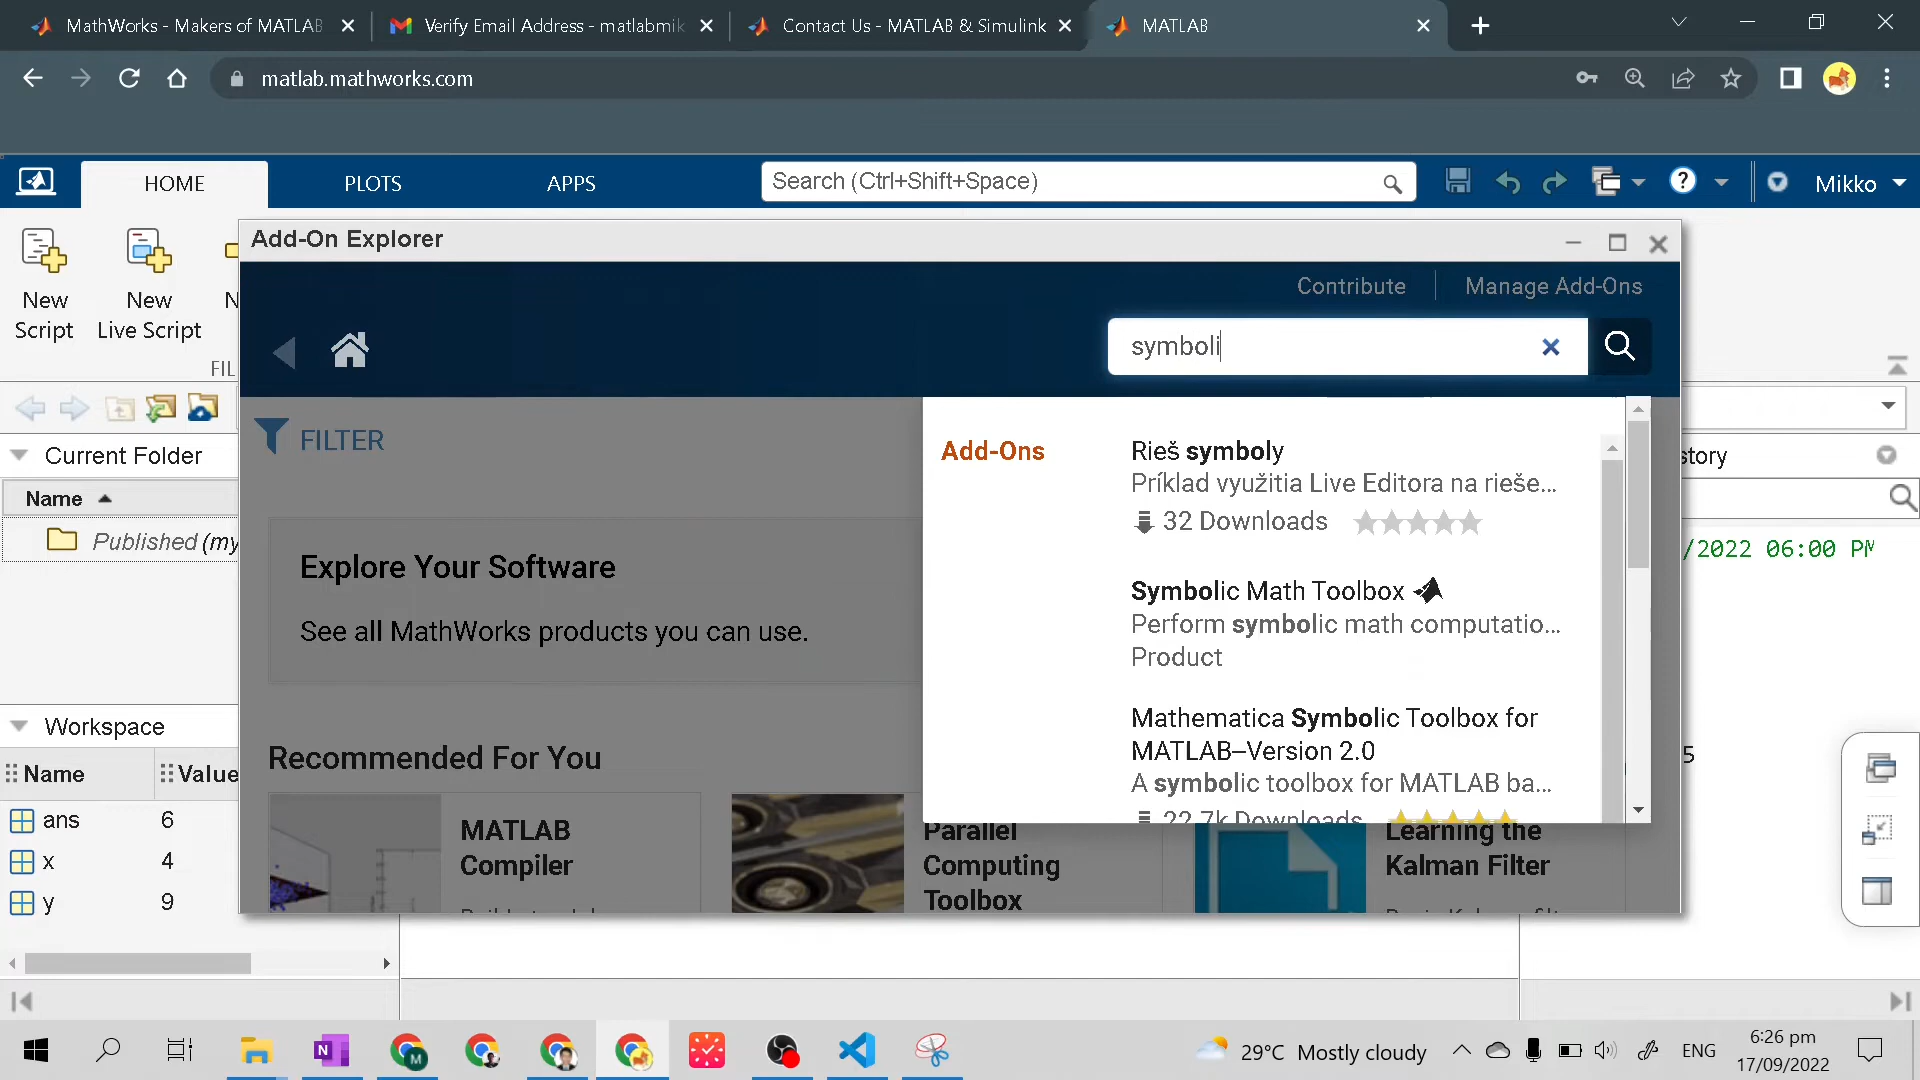 MathWorks - Makers of MATLAB
Verify Email Address - matlabmik
Contact Us - MATLAB & Simulink
MATLAB
matlab.mathworks.com
HOME
PLOTS
APPS
Search (Ctrl+Shift+Space)
Mikko
New
Script
New
Live Script
N
FIL
Add-On Explorer
Contribute
Manage Add-Ons
symboli
FILTER
Add-Ons
Rieš symboly
Príklad využitia Live Editora na rieše...
32 Downloads
Symbolic Math Toolbox
Perform symbolic math computatio...
Product
Mathematica Symbolic Toolbox for
MATLAB–Version 2.0
A symbolic toolbox for MATLAB ba...
22.7k Downloads
Explore Your Software
See all MathWorks products you can use.
Recommended For You
MATLAB
Compiler
Parallel
Computing
Toolbox
Learning the
Kalman Filter
Current Folder
Name
Published (my
Workspace
Name
Value
ans
6
x
4
y
9
story
/2022 06:00 PM
5
29°C Mostly cloudy
ENG
6:26 pm
17/09/2022